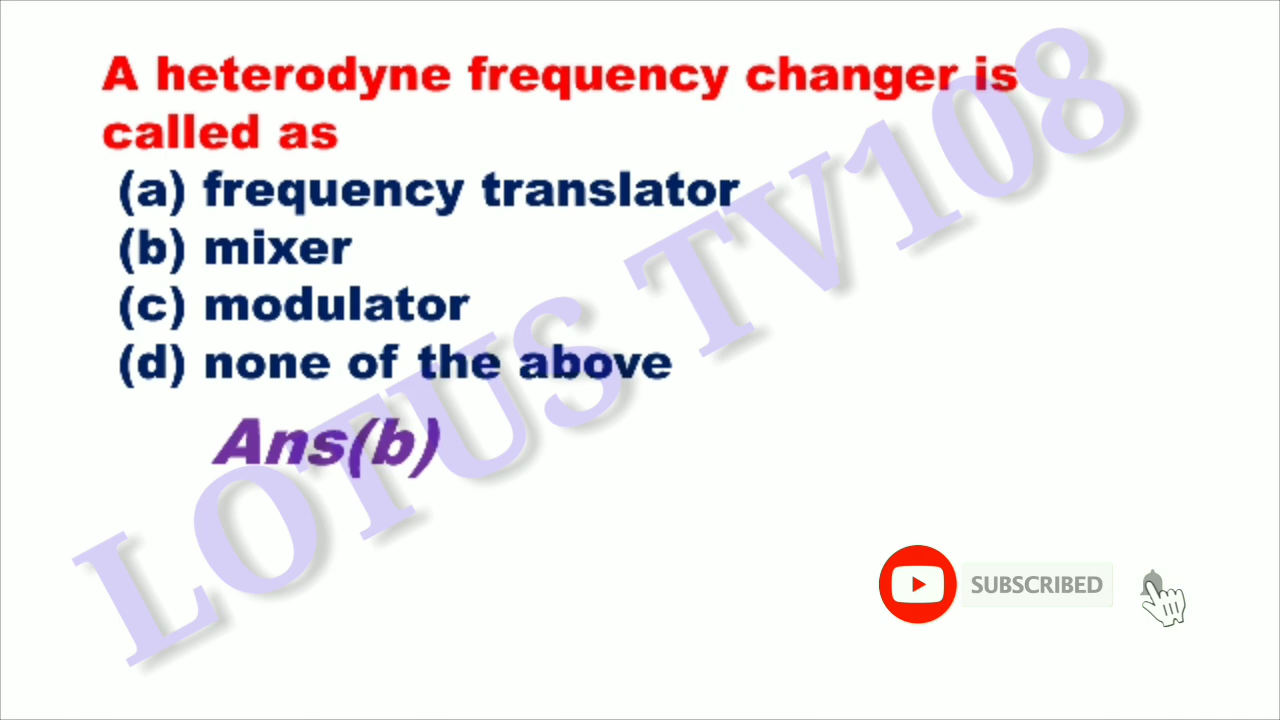 A heterodyne frequency changer is
called as
(a) frequency translator
(b) mixer
(c) modulator
(d) none of the above
Ans(b)
LOTUS TV108
SUBSCRIBED